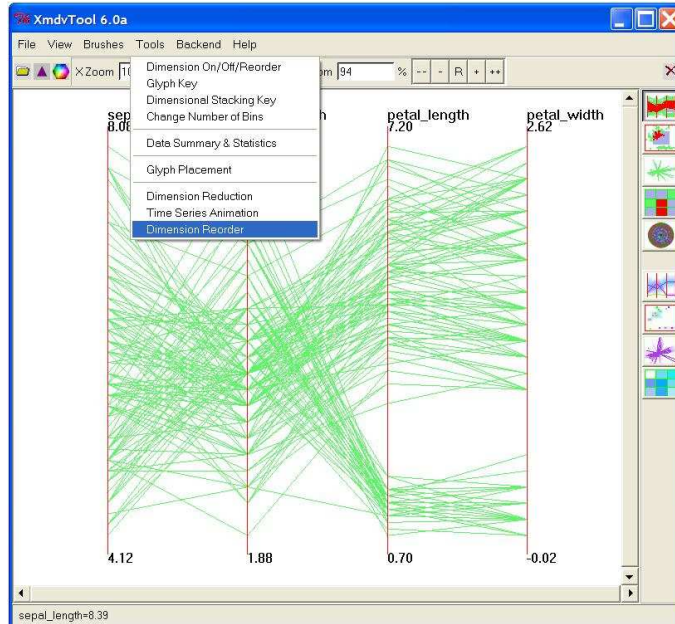 XmdvTool 6.0a
File View Brushes Tools Backend Help
X Zoom 94 % -- - R + ++
Dimension On/Off/Reorder
Glyph Key
Dimensional Stacking Key
Change Number of Bins
Data Summary & Statistics
Glyph Placement
Dimension Reduction
Time Series Animation
Dimension Reorder
petal_length petal_width
8.08 7.20 2.62
4.12 1.88 0.70 -0.02
sepal_length=8.39